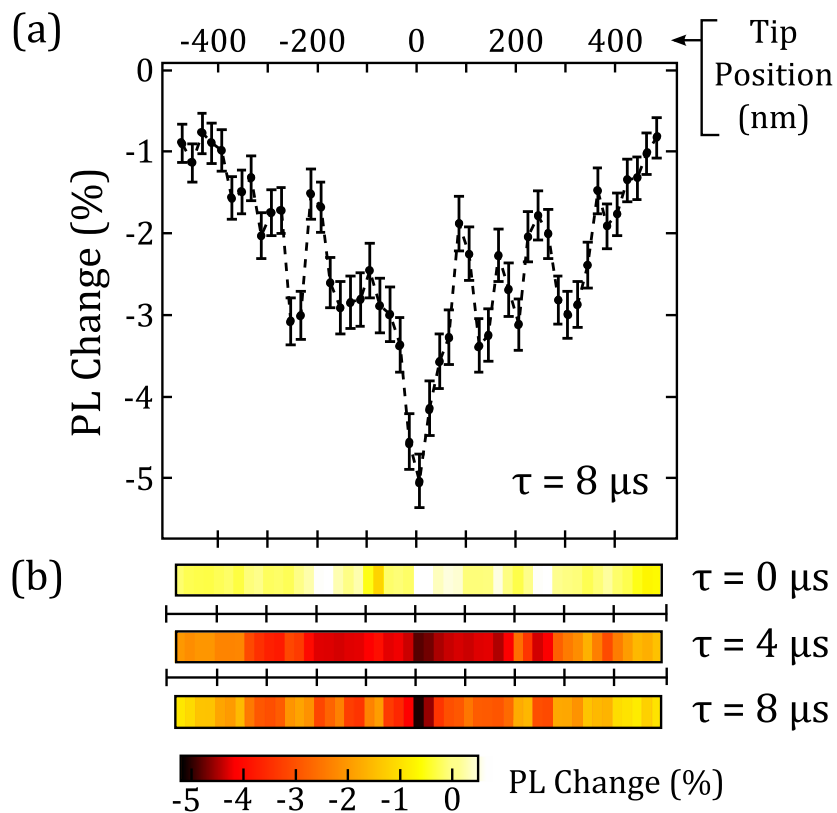 (a)
-400 -200 0 200 400
Tip
Position
(nm)
0
-1
-2
-3
-4
-5
PL Change (%)
τ = 8 μs
(b)
τ = 0 μs
τ = 4 μs
τ = 8 μs
-5 -4 -3 -2 -1 0
PL Change (%)